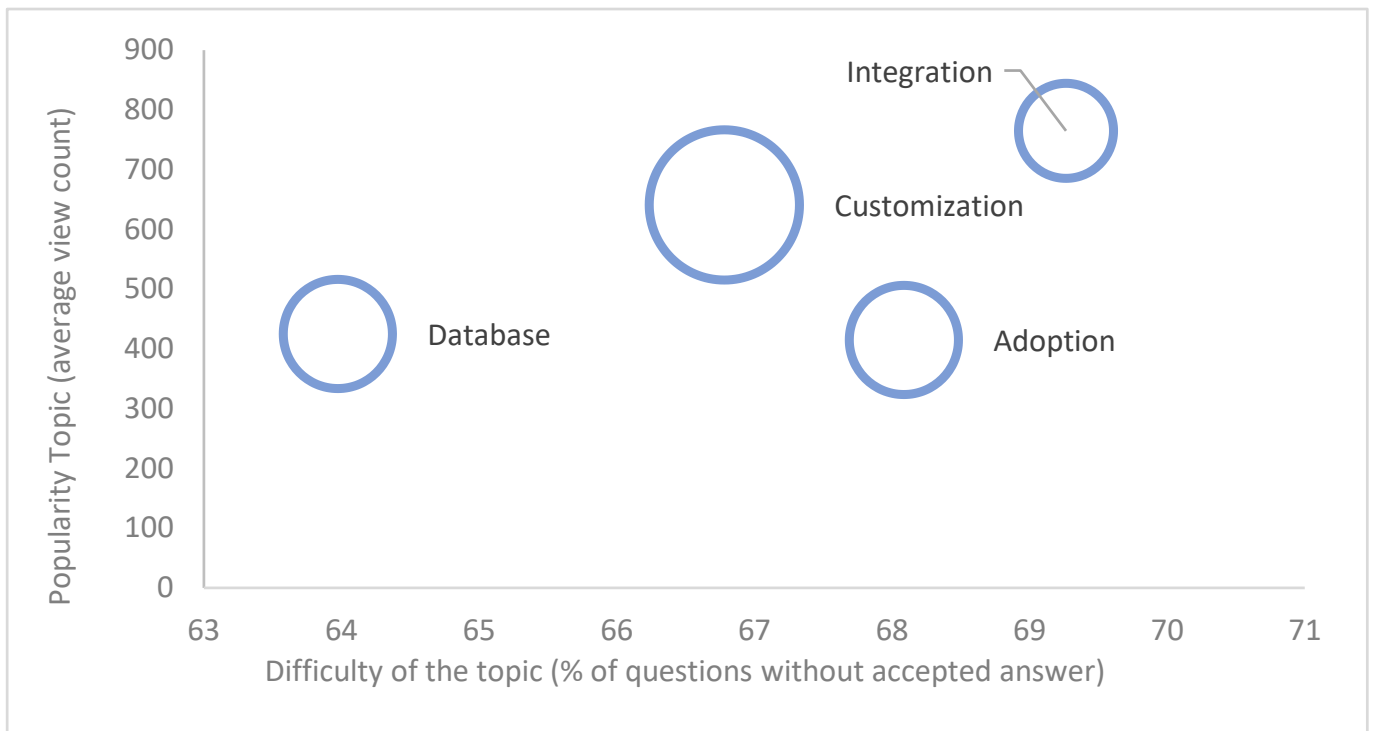 Popularity Topic (average view count)
900
800
700
600
500
400
300
200
100
0
Integration
Customization
Database
Adoption
63 64 65 66 67 68 69 70 71
Difficulty of the topic (% of questions without accepted answer)